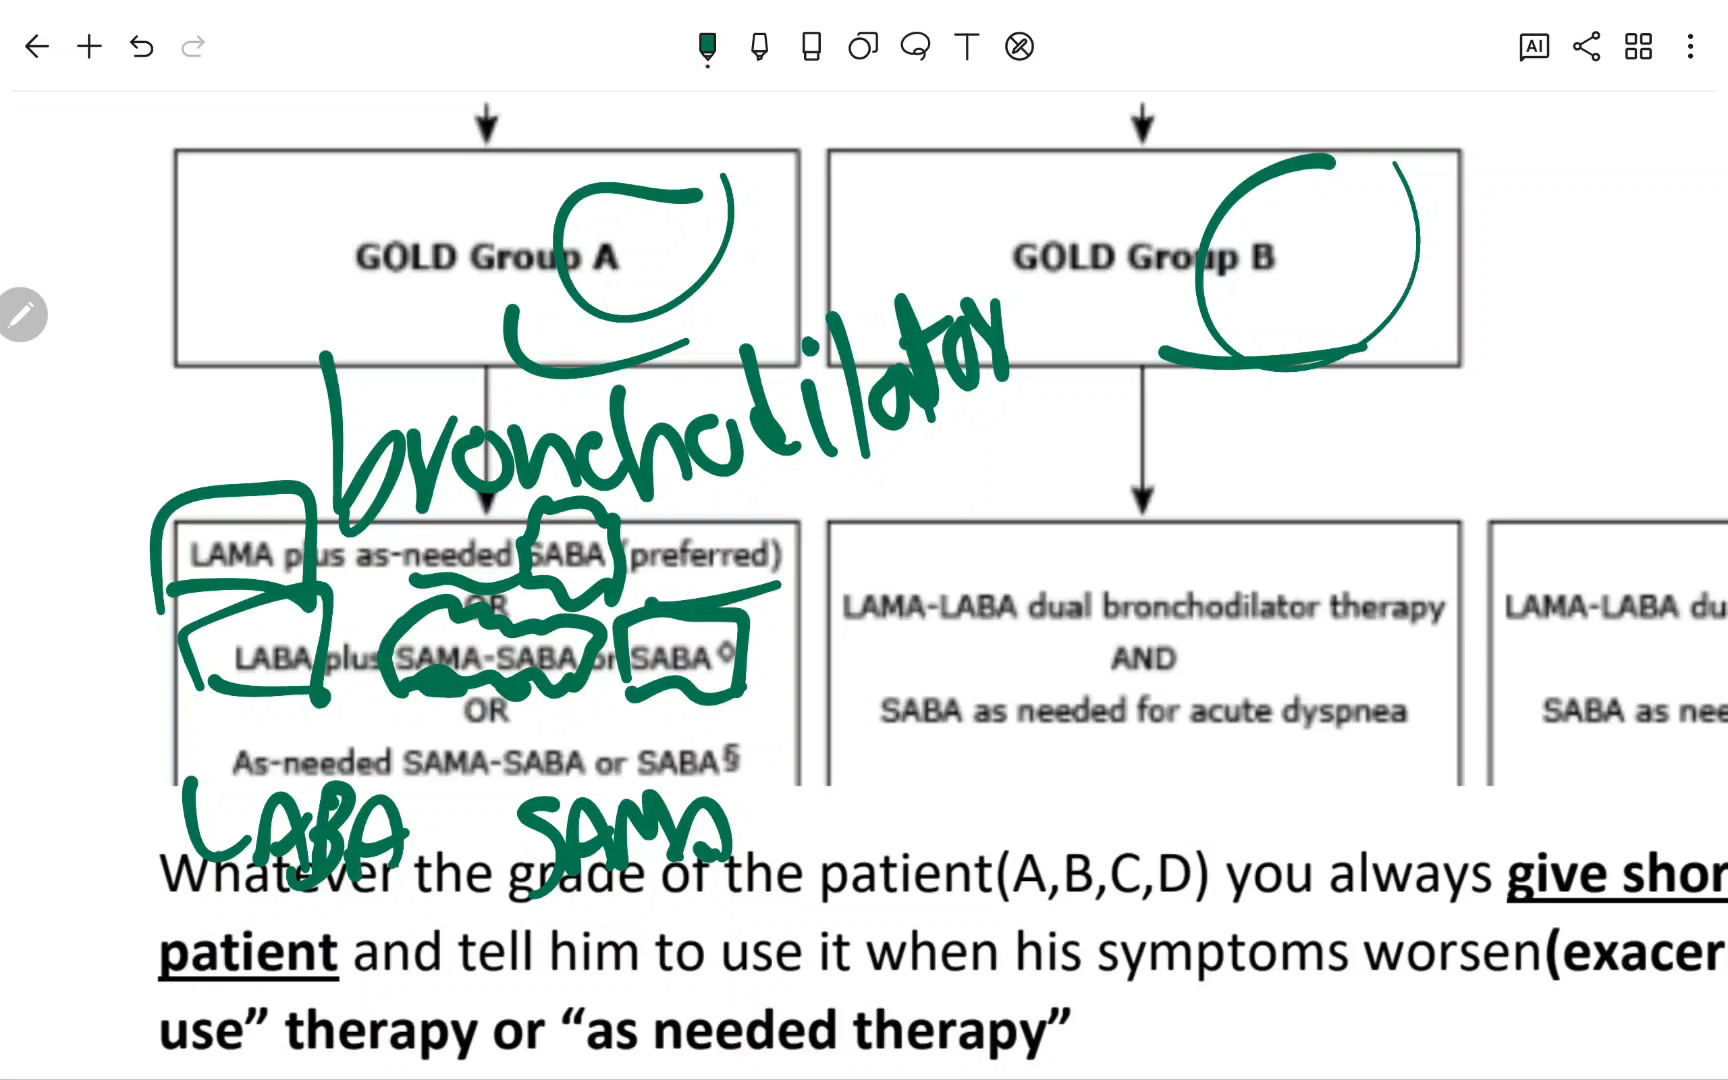 AI
GOLD Group A
GOLD Group B
bronchodilator
LAMA plus as-needed SABA (preferred)
OR
LABA plus SAMA-SABA or SABA◊
OR
As-needed SAMA-SABA or SABA§
LAMA-LABA dual bronchodilator therapy
AND
SABA as needed for acute dyspnea
LAMA-LABA du
SABA as nee
LABA SAMA
Whatever the grade of the patient(A,B,C,D) you always give shor
patient and tell him to use it when his symptoms worsen(exacer
use” therapy or “as needed therapy”